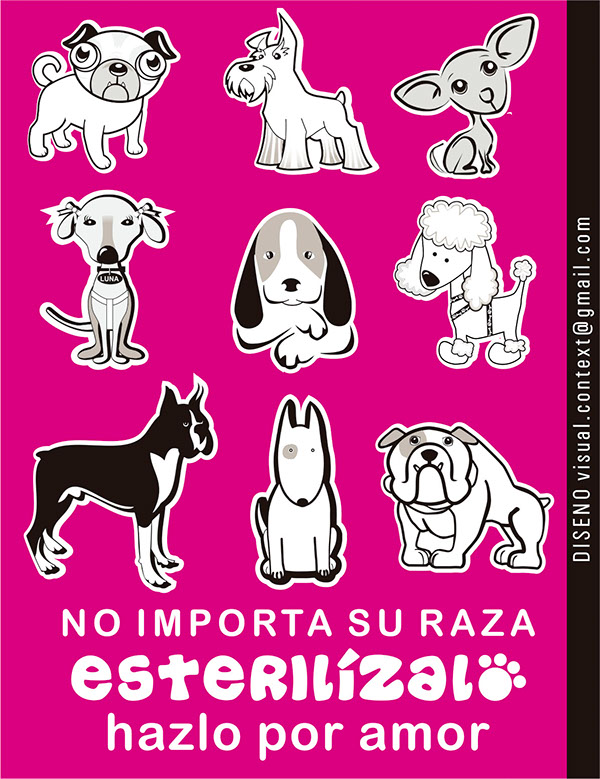 LUNA
NO IMPORTA SU RAZA
ESTERILÍZALO
hazlo por amor
DISENO visual.context@gmail.com